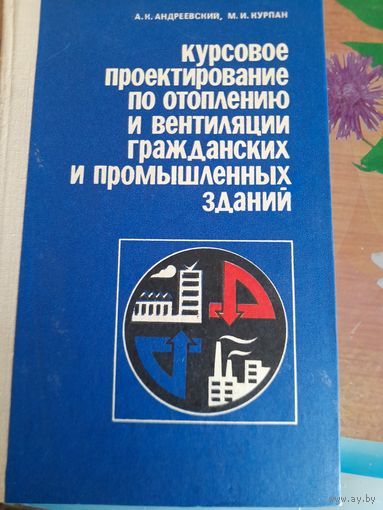 А. К. АНДРЕЕВСКИЙ, М. И. КУРПАН
КУРСОВОЕ
ПРОЕКТИРОВАНИЕ
ПО ОТОПЛЕНИЮ
И ВЕНТИЛЯЦИИ
ГРАЖДАНСКИХ
И ПРОМЫШЛЕННЫХ
ЗДАНИЙ
www.ay.by